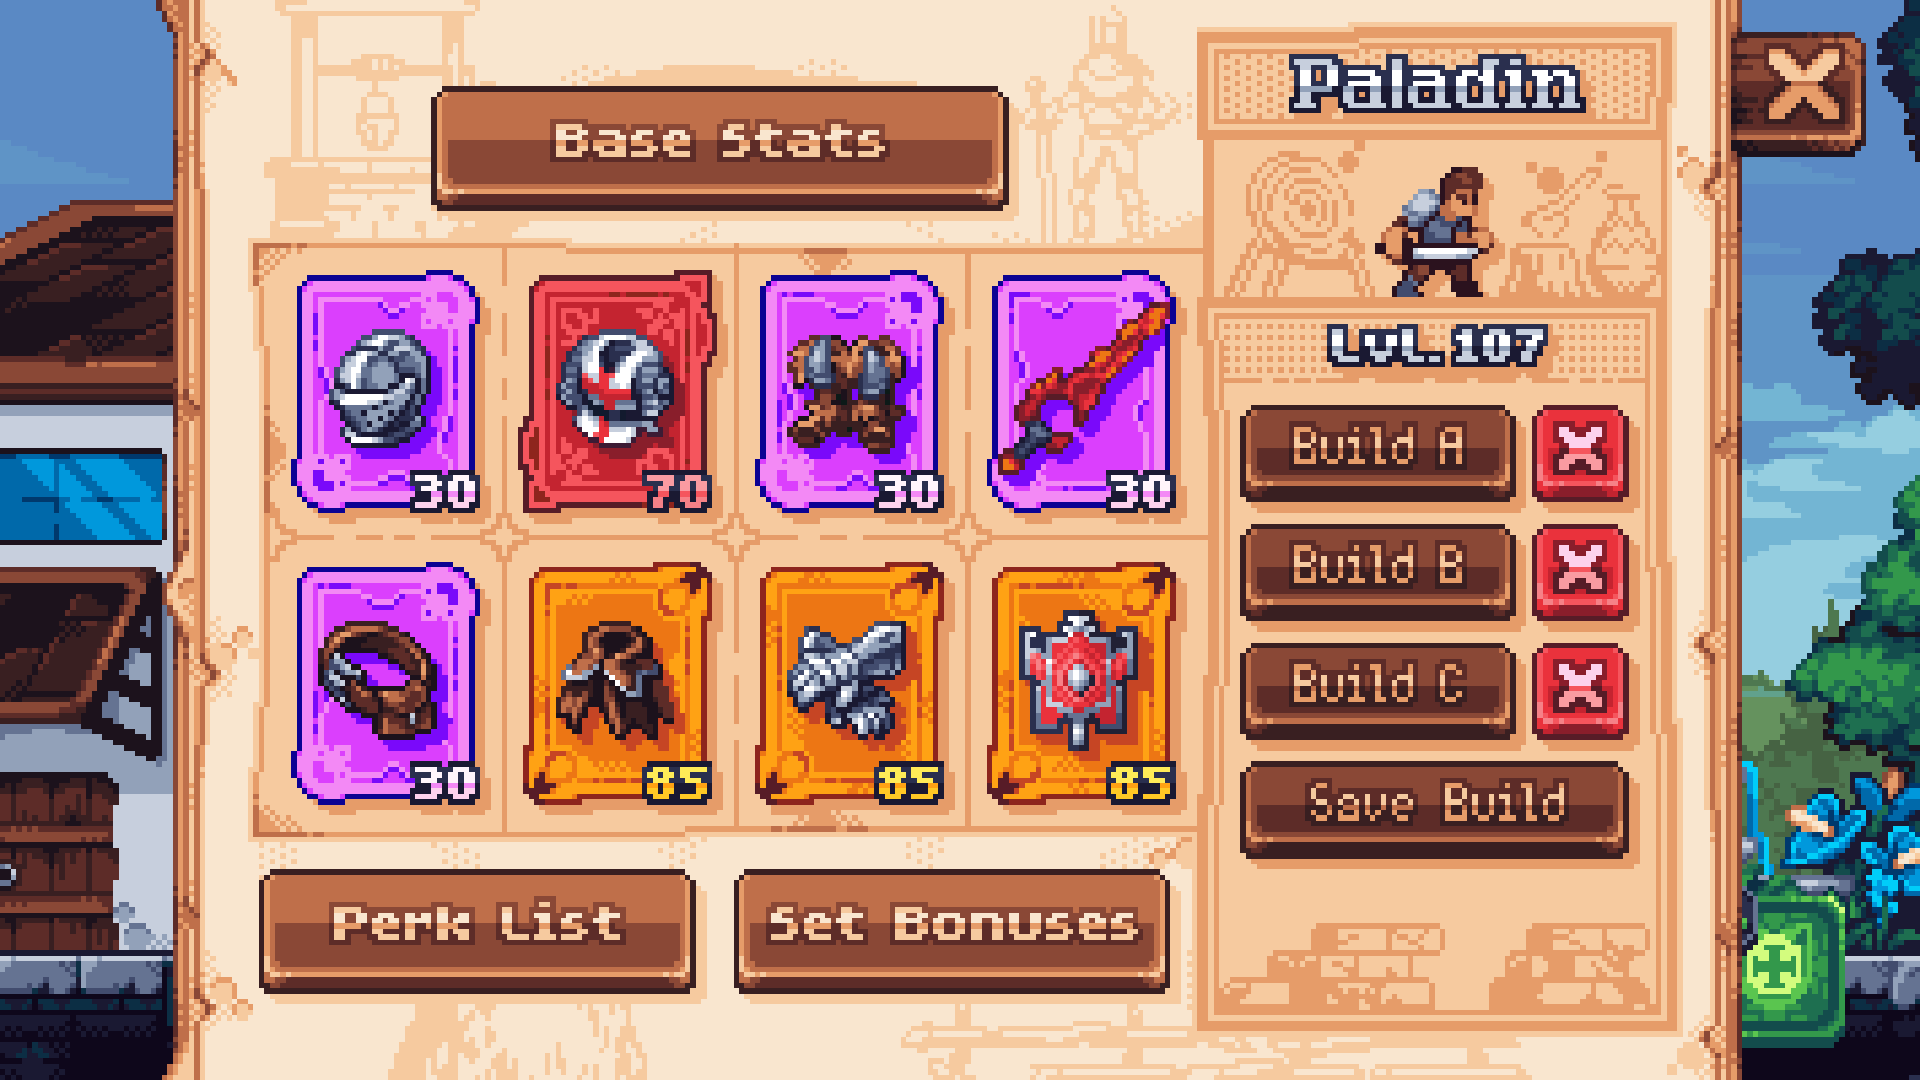 Base Stats
30
70
30
30
30
85
85
85
Perk List
Set Bonuses
Paladin
Lvl. 107
Build A
Build B
Build C
Save Build